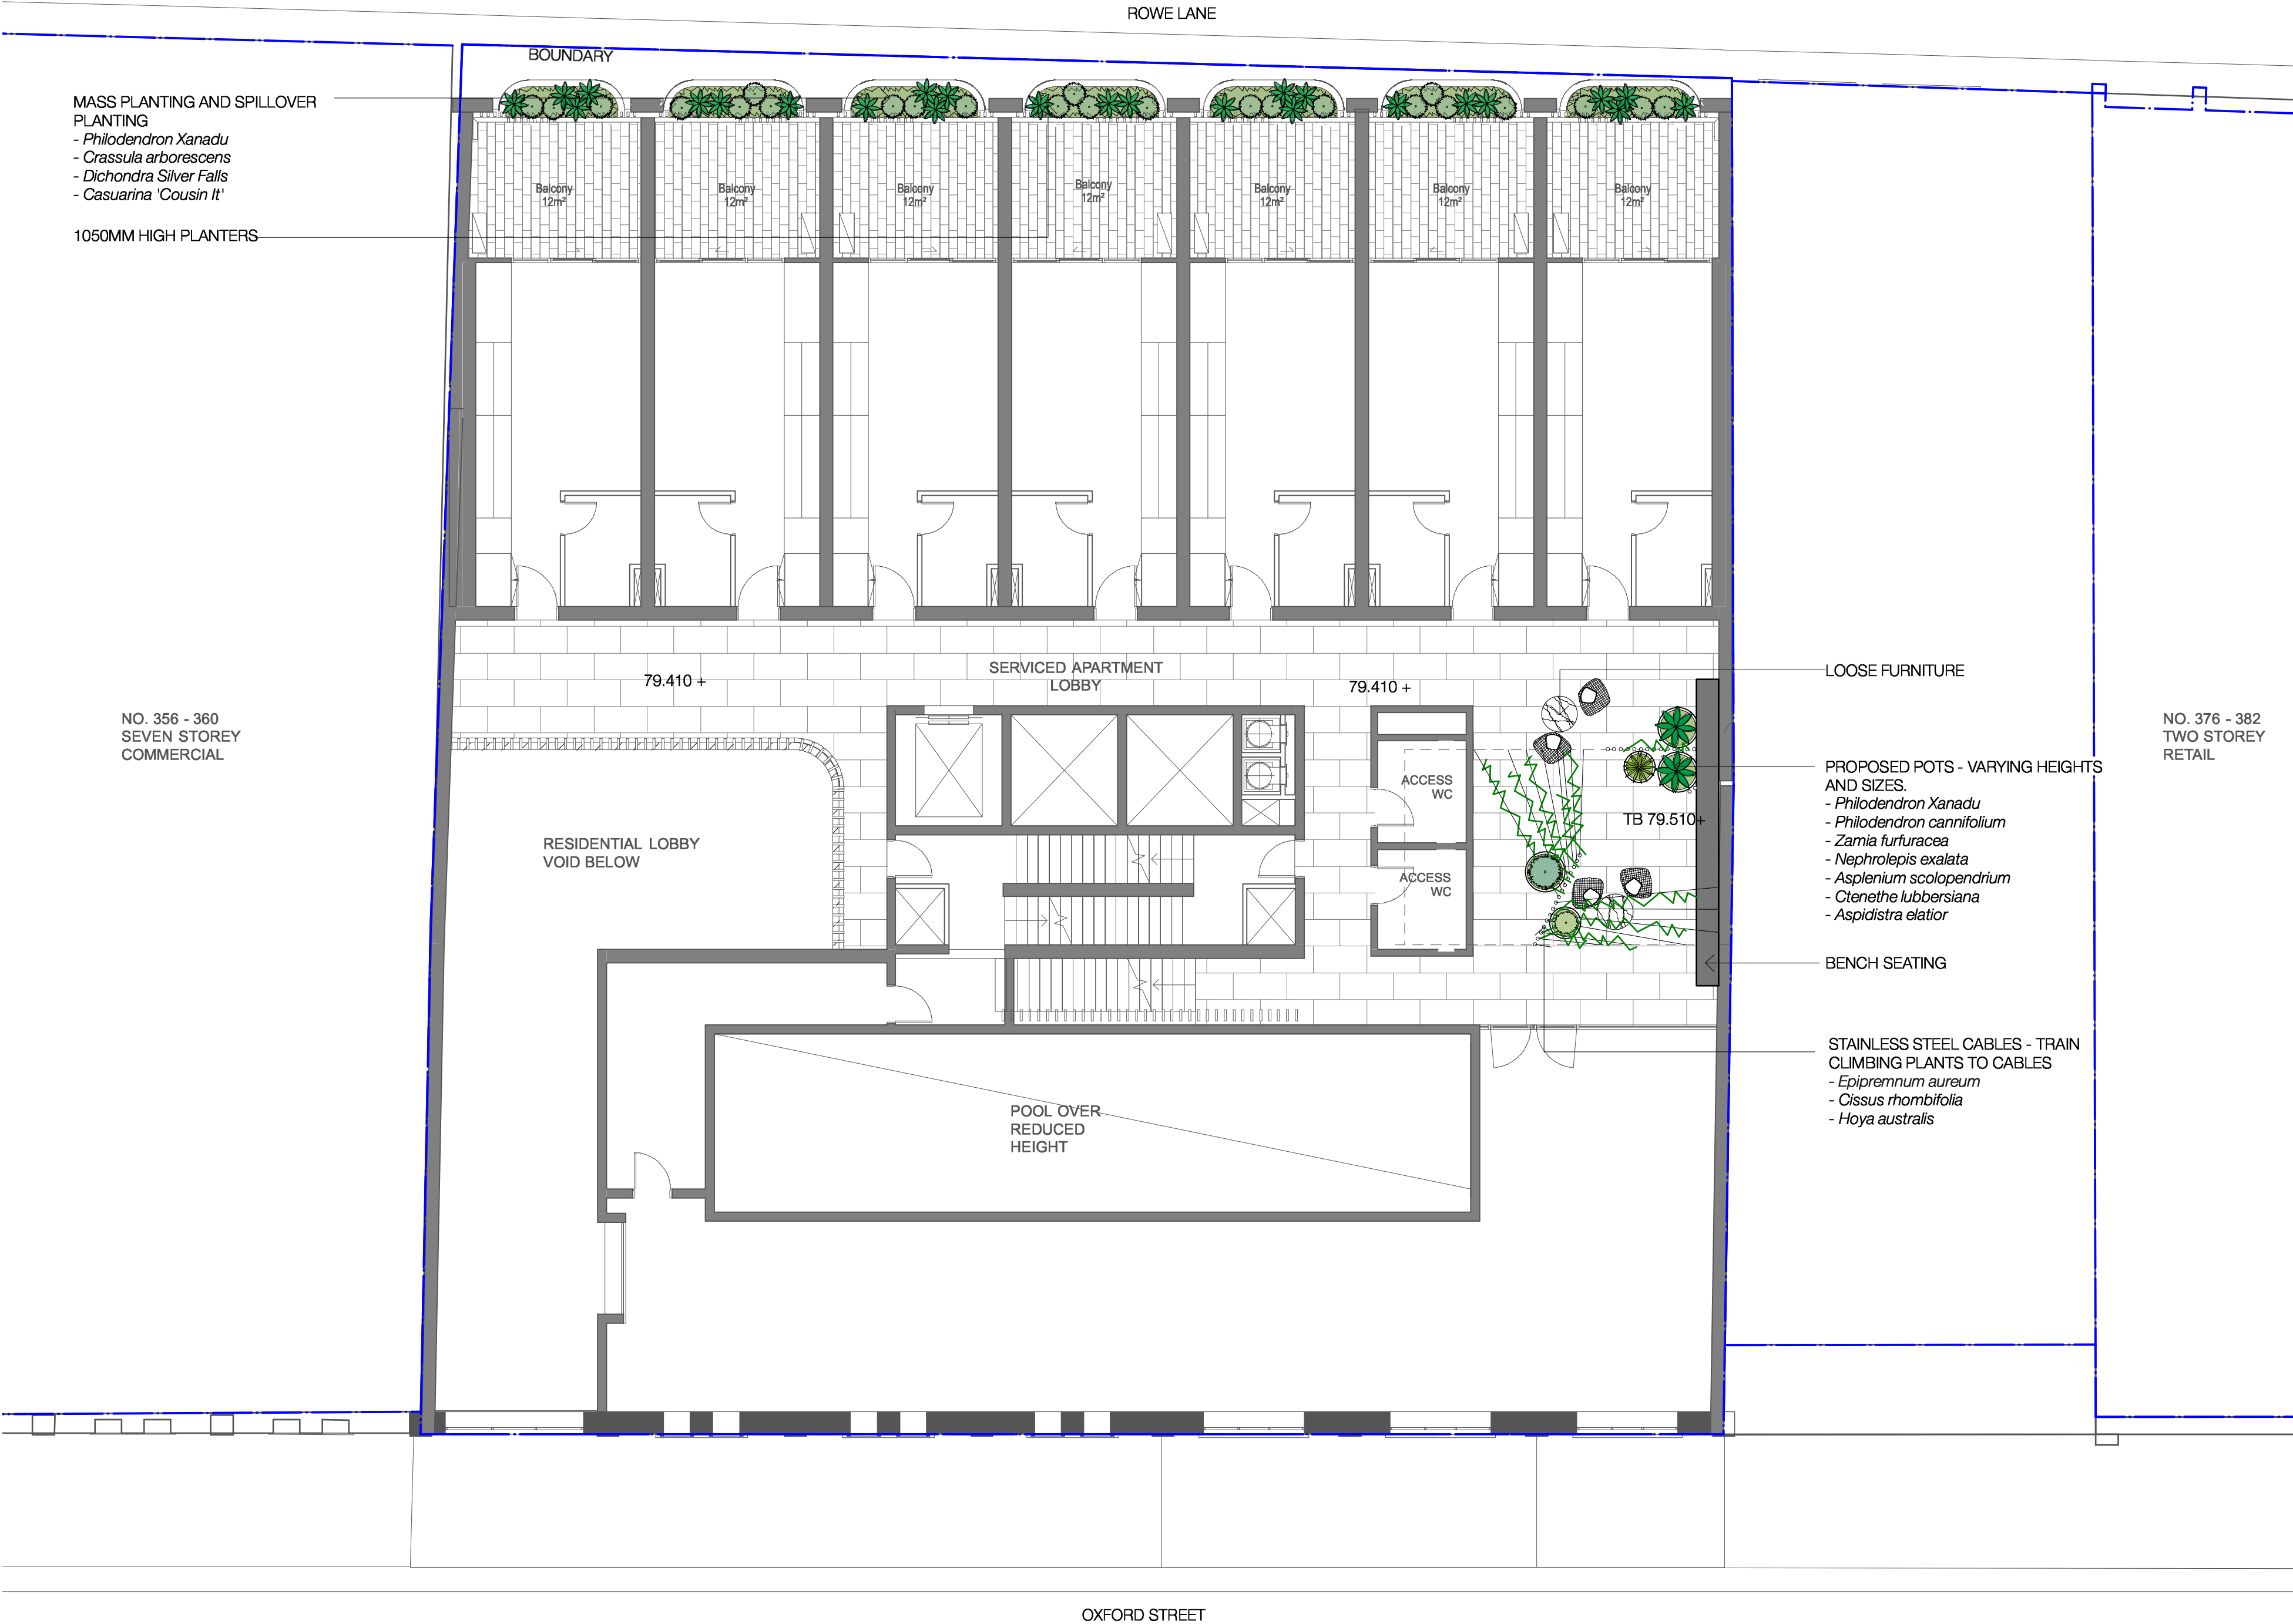 ROWE LANE
BOUNDARY
MASS PLANTING AND SPILLOVER
PLANTING
- Philodendron Xanadu
- Crassula arborescens
- Dichondra Silver Falls
- Casuarina 'Cousin It'
1050MM HIGH PLANTERS
Balcony
12m²
Balcony
12m²
Balcony
12m²
Balcony
12m²
Balcony
12m²
Balcony
12m²
Balcony
12m²
SERVICED APARTMENT
LOBBY
79.410 +
79.410 +
LOOSE FURNITURE
NO. 356 - 360
SEVEN STOREY
COMMERCIAL
NO. 376 - 382
TWO STOREY
RETAIL
ACCESS
WC
ACCESS
WC
TB 79.510+
PROPOSED POTS - VARYING HEIGHTS
AND SIZES.
- Philodendron Xanadu
- Philodendron cannifolium
- Zamia furfuracea
- Nephrolepis exalata
- Asplenium scolopendrium
- Ctenethe lubbersiana
- Aspidistra elatior
RESIDENTIAL LOBBY
VOID BELOW
BENCH SEATING
STAINLESS STEEL CABLES - TRAIN
CLIMBING PLANTS TO CABLES
- Epipremnum aureum
- Cissus rhombifolia
- Hoya australis
POOL OVER
REDUCED
HEIGHT
OXFORD STREET